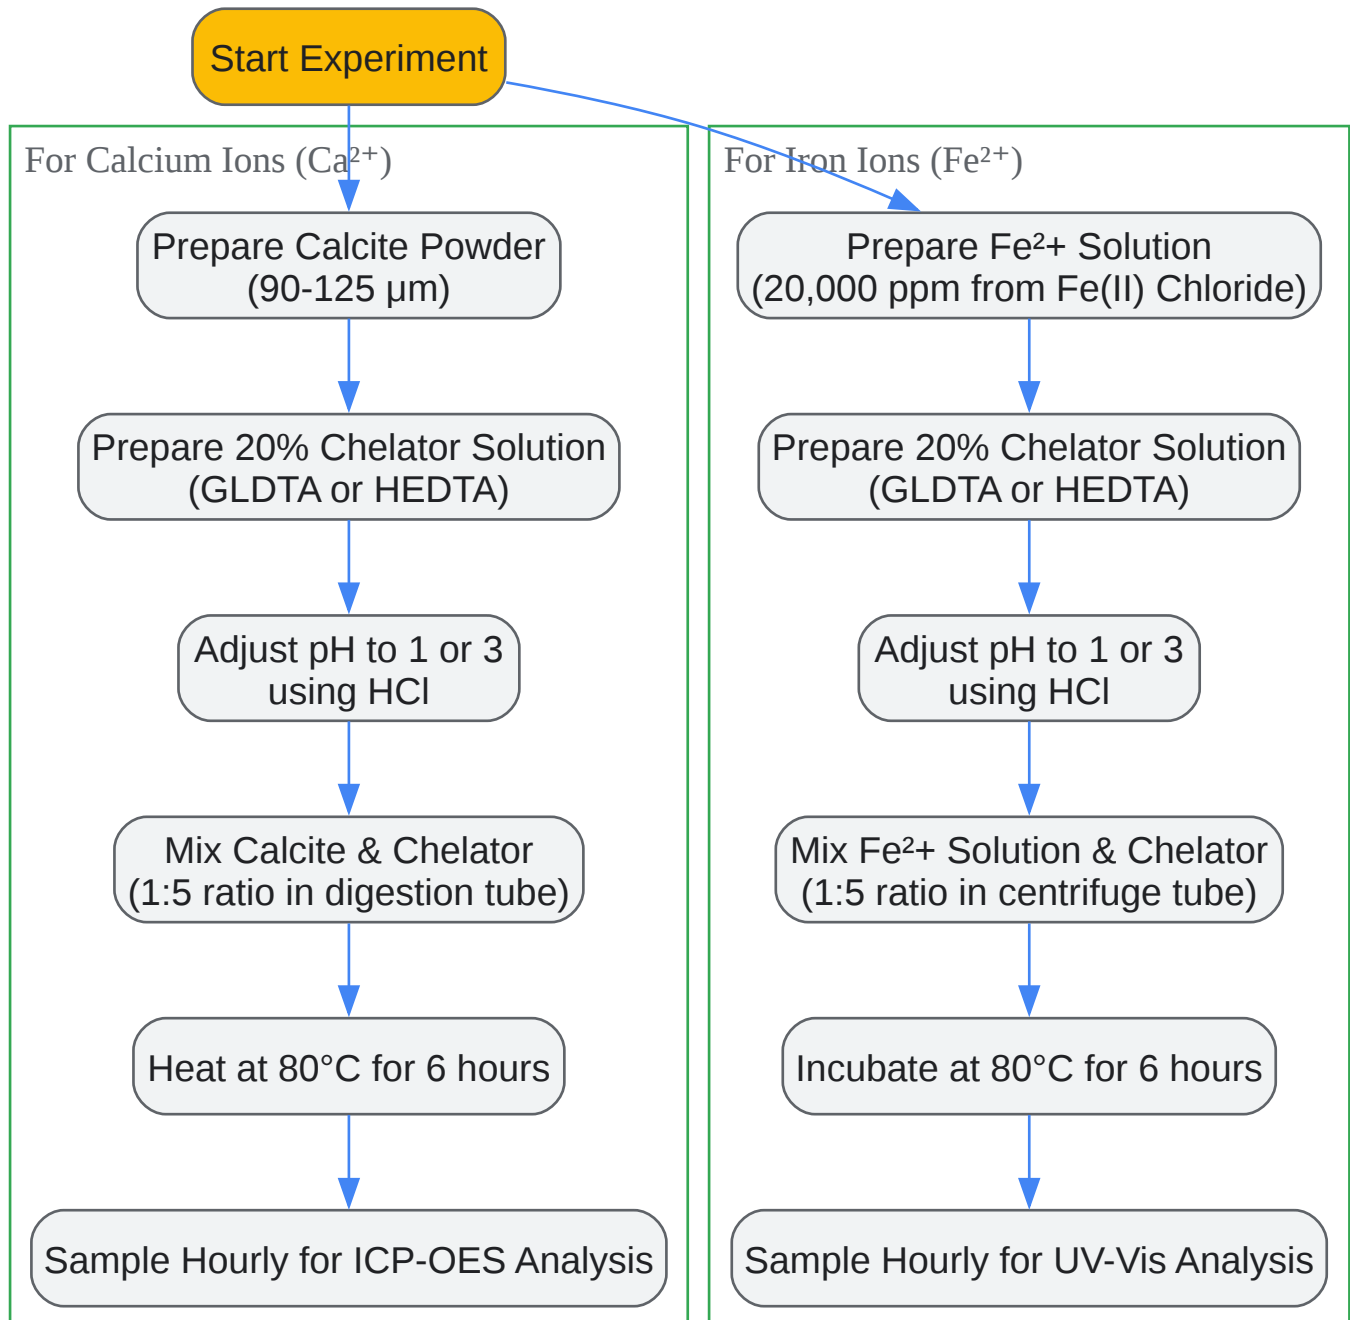 Start Experiment
For Calcium Ions (Ca²⁺)
Prepare Calcite Powder
(90-125 μm)
Prepare 20% Chelator Solution
(GLDTA or HEDTA)
Adjust pH to 1 or 3
using HCl
Mix Calcite & Chelator
(1:5 ratio in digestion tube)
Heat at 80°C for 6 hours
Sample Hourly for ICP-OES Analysis
For Iron Ions (Fe²⁺)
Prepare Fe²+ Solution
(20,000 ppm from Fe(II) Chloride)
Prepare 20% Chelator Solution
(GLDTA or HEDTA)
Adjust pH to 1 or 3
using HCl
Mix Fe²+ Solution & Chelator
(1:5 ratio in centrifuge tube)
Incubate at 80°C for 6 hours
Sample Hourly for UV-Vis Analysis